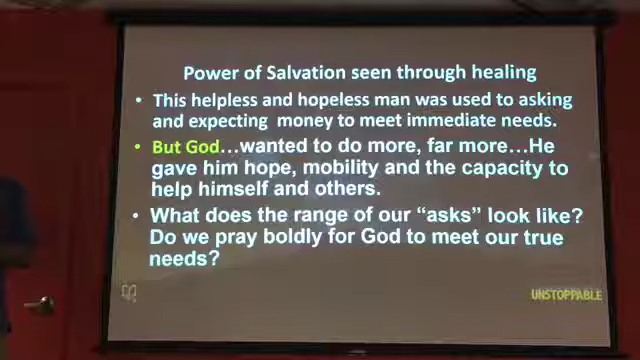 Power of Salvation seen through healing
• This helpless and hopeless man was used to asking
and expecting money to meet immediate needs.
• But God...wanted to do more, far more...He
gave him hope, mobility and the capacity to
help himself and others.
• What does the range of our “asks” look like?
Do we pray boldly for God to meet our true
needs?
UNSTOPPABLE